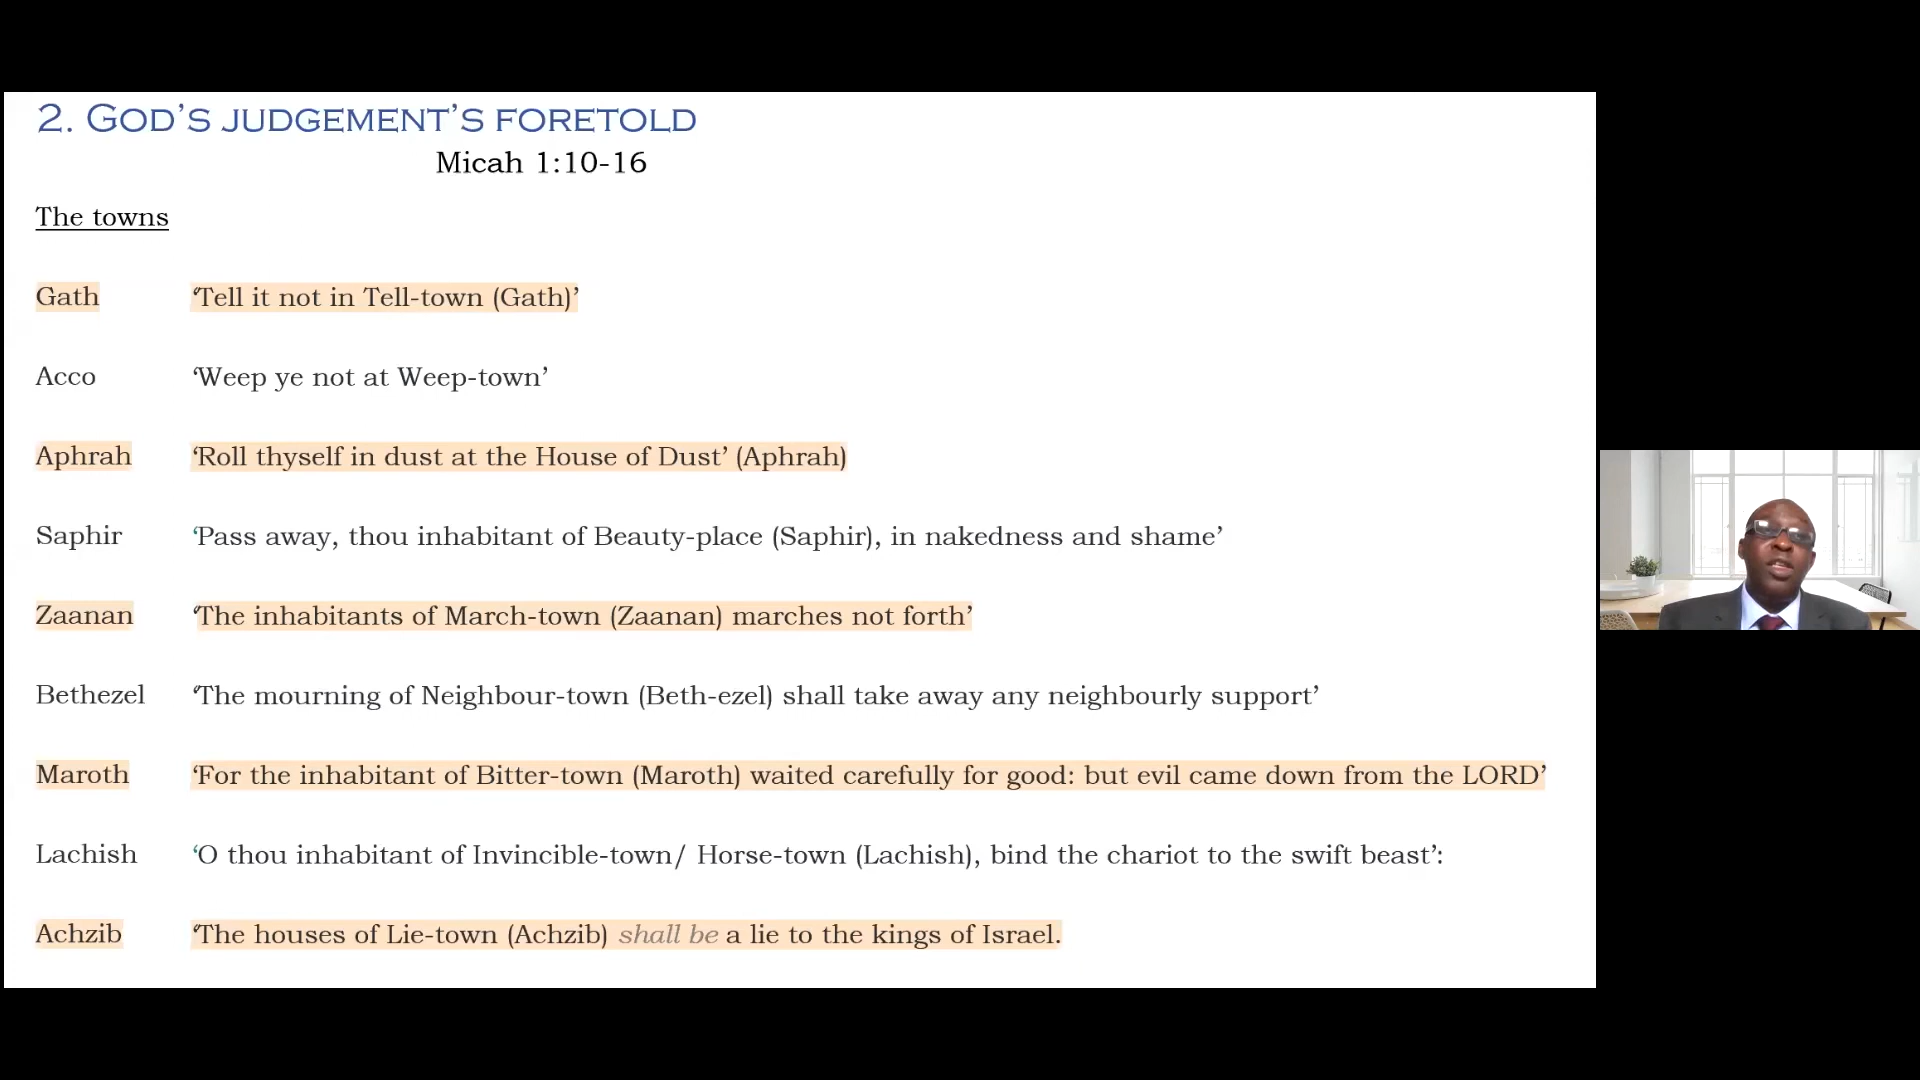 2. God's judgement's foretold
Micah 1:10-16
The towns
Gath ‘Tell it not in Tell-town (Gath)’
Acco ‘Weep ye not at Weep-town’
Aphrah ‘Roll thyself in dust at the House of Dust’ (Aphrah)
Saphir ‘Pass away, thou inhabitant of Beauty-place (Saphir), in nakedness and shame’
Zaanan ‘The inhabitants of March-town (Zaanan) marches not forth’
Bethezel ‘The mourning of Neighbour-town (Beth-ezel) shall take away any neighbourly support’
Maroth ‘For the inhabitant of Bitter-town (Maroth) waited carefully for good: but evil came down from the LORD’
Lachish ‘O thou inhabitant of Invincible-town/ Horse-town (Lachish), bind the chariot to the swift beast’:
Achzib ‘The houses of Lie-town (Achzib) shall be a lie to the kings of Israel.